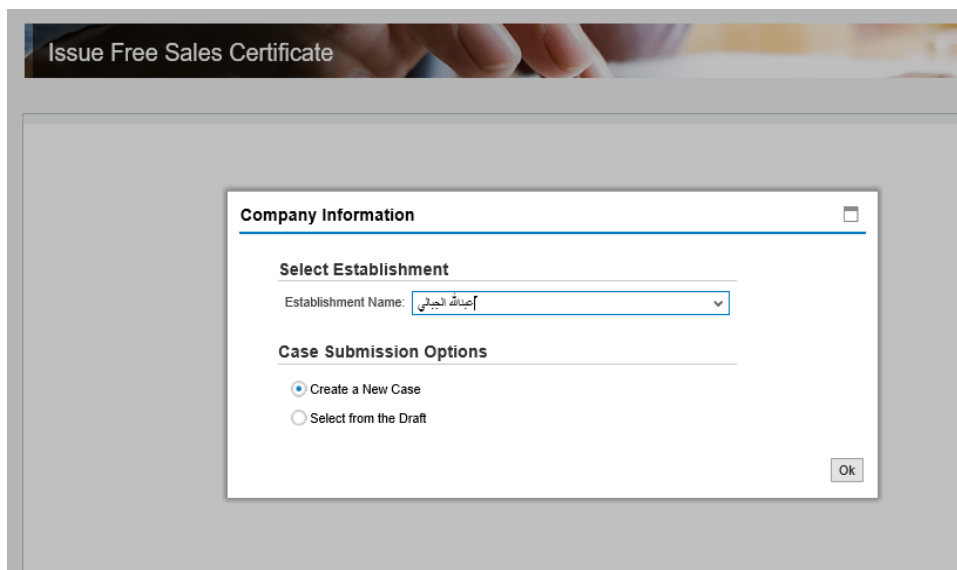 Issue Free Sales Certificate
Company Information
Select Establishment
Establishment Name: عبدالله الجبالي
Case Submission Options
Create a New Case
Select from the Draft
Ok